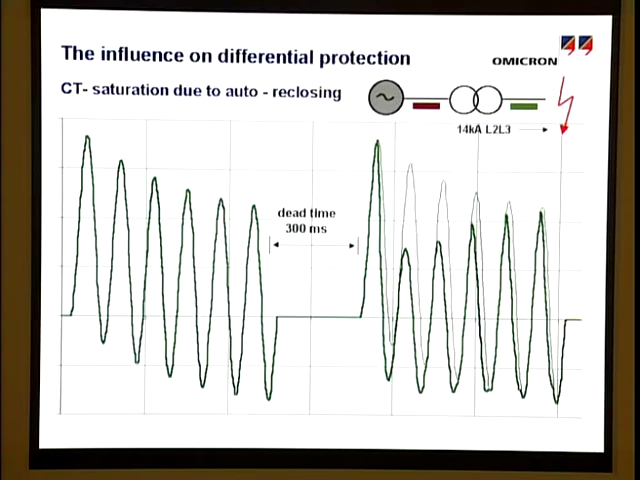 The influence on differential protection
OMICRON
CT- saturation due to auto - reclosing
14kA L2L3
dead time
300 ms